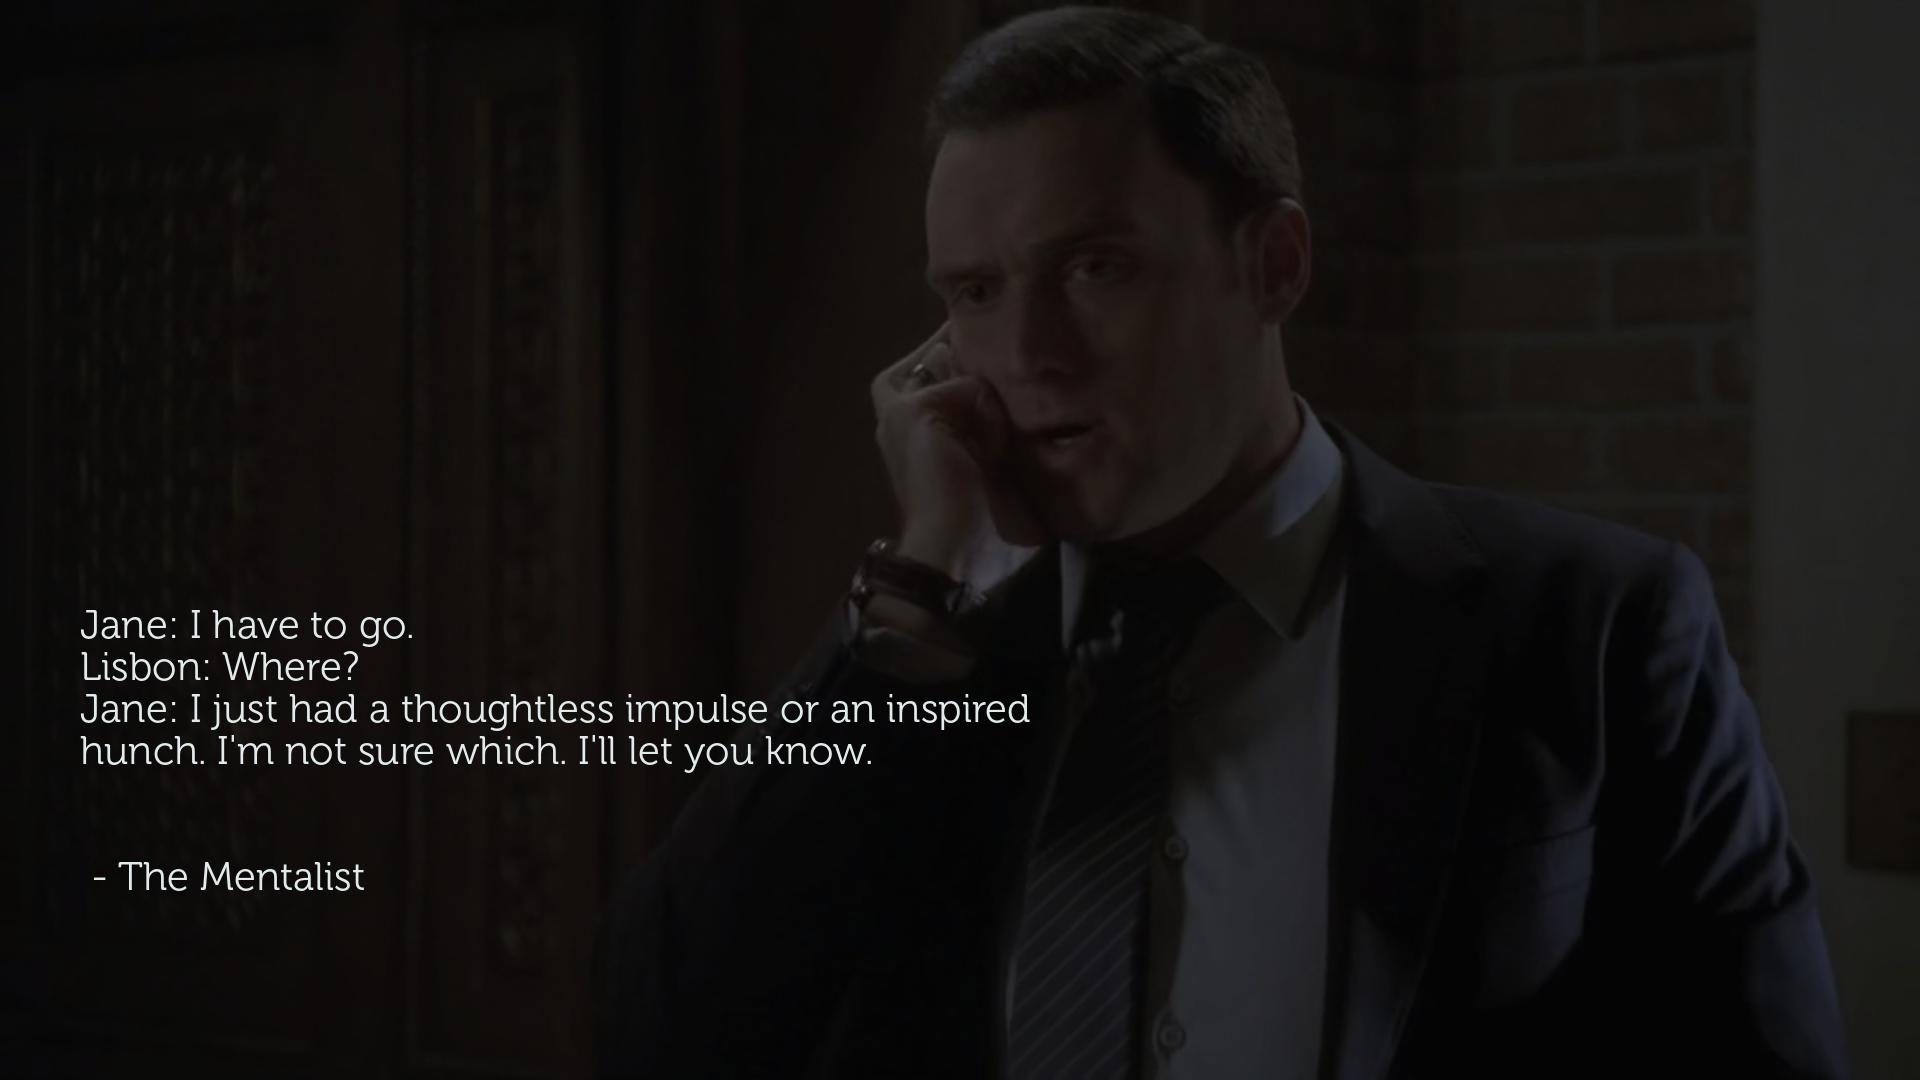 Jane: I have to go.
Lisbon: Where?
Jane: I just had a thoughtless impulse or an inspired
hunch. I'm not sure which. I'll let you know.
- The Mentalist